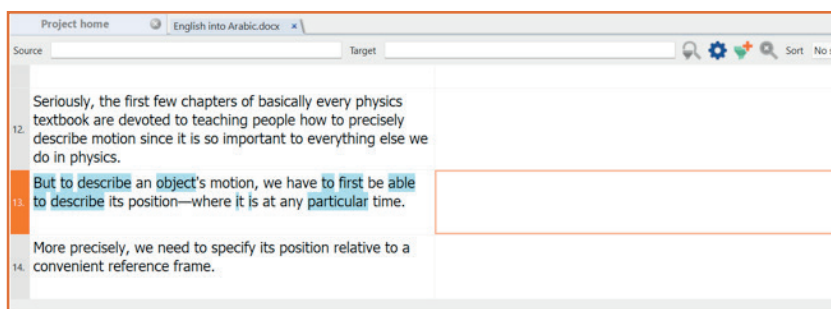 Project home English into Arabic.docx ×
Source Target Sort No
12. Seriously, the first few chapters of basically every physics
textbook are devoted to teaching people how to precisely
describe motion since it is so important to everything else we
do in physics.
13. But to describe an object's motion, we have to first be able
to describe its position—where it is at any particular time.
14. More precisely, we need to specify its position relative to a
convenient reference frame.